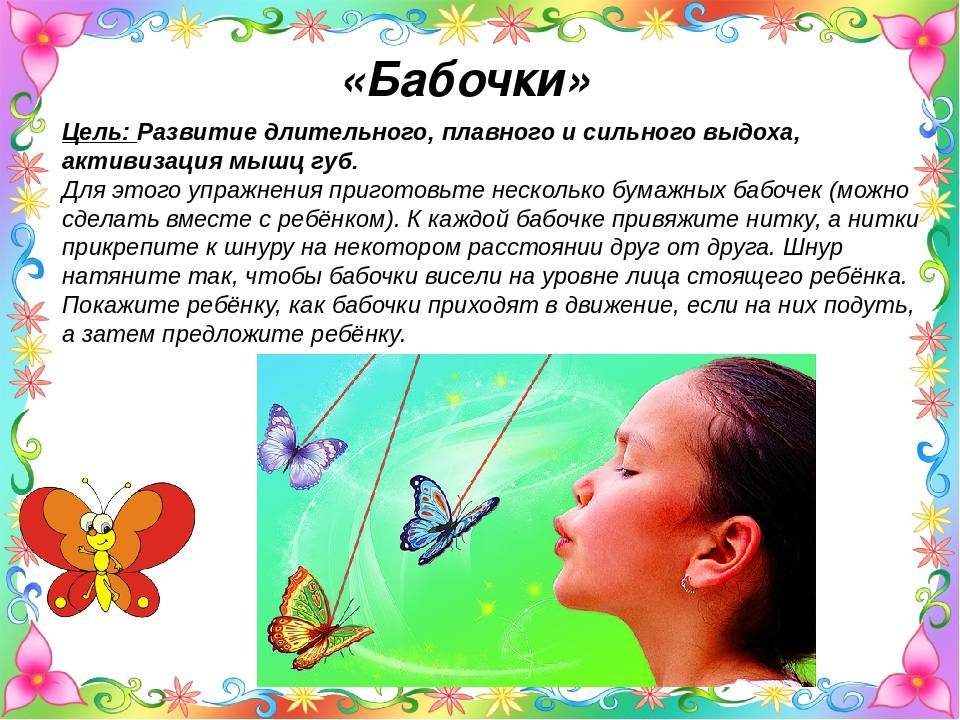 «Бабочки»
Цель: Развитие длительного, плавного и сильного выдоха,
активизация мышц губ.
Для этого упражнения приготовьте несколько бумажных бабочек (можно
сделать вместе с ребёнком). К каждой бабочке привяжите нитку, а нитки
прикрепите к шнуру на некотором расстоянии друг от друга. Шнур
натяните так, чтобы бабочки висели на уровне лица стоящего ребёнка.
Покажите ребёнку, как бабочки приходят в движение, если на них подуть,
а затем предложите ребёнку.